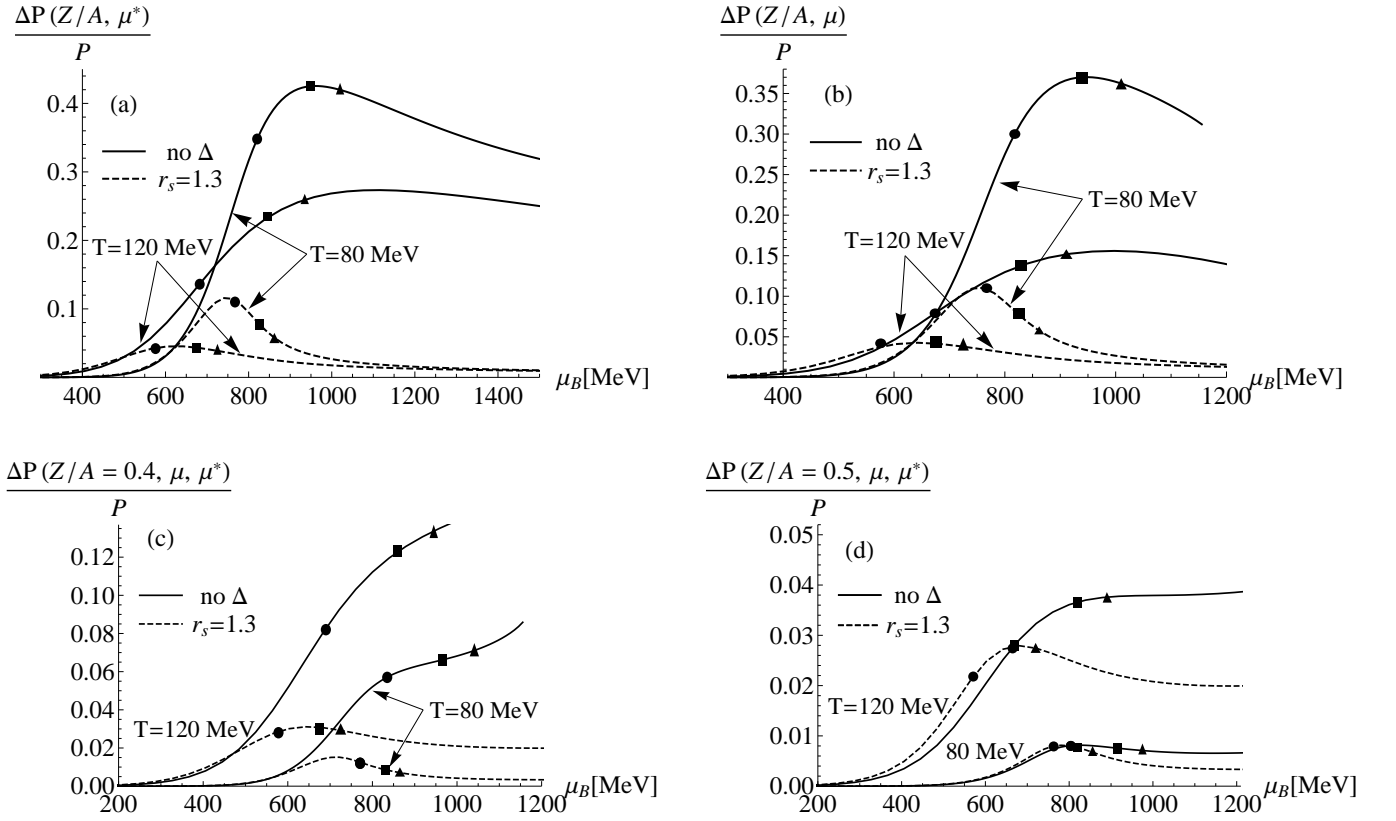 ΔP (Z/A, μ*)
P
(a)
no Δ
r_s=1.3
T=120 MeV
T=80 MeV
0.4
0.3
0.2
0.1
400 600 800 1000 1200 1400
μ_B[MeV]
ΔP (Z/A, μ)
P
(b)
no Δ
r_s=1.3
T=80 MeV
T=120 MeV
0.35
0.30
0.25
0.20
0.15
0.10
0.05
400 600 800 1000 1200
μ_B[MeV]
ΔP (Z/A = 0.4, μ, μ*)
P
(c)
no Δ
r_s=1.3
T=120 MeV
T=80 MeV
0.12
0.10
0.08
0.06
0.04
0.02
0.00
200 400 600 800 1000 1200
μ_B[MeV]
ΔP (Z/A = 0.5, μ, μ*)
P
(d)
no Δ
r_s=1.3
T=120 MeV
80 MeV
0.05
0.04
0.03
0.02
0.01
0.00
200 400 600 800 1000 1200
μ_B[MeV]